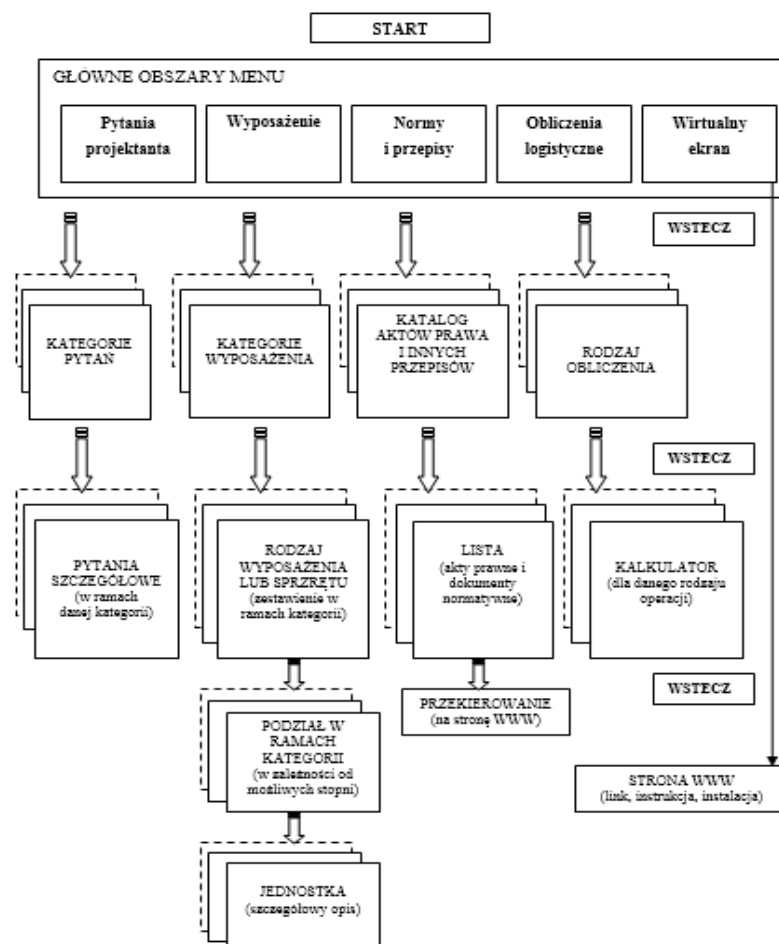 START
GŁÓWNE OBSZARY MENU
Pytania
projektanta
Wyposażenie
Normy
i przepisy
Obliczenia
logistyczne
Wirtualny
ekran
WSTECZ
KATEGORIE
PYTAŃ
KATEGORIE
WYPOSAŻENIA
KATALOG
AKTÓW PRAWA
I INNYCH
PRZEPISÓW
RODZAJ
OBLICZENIA
WSTECZ
PYTANIA
SZCZEGÓŁOWE
(w ramach
danej kategorii)
RODZAJ
WYPOSAŻENIA
LUB SPRZRĘTU
(zestawienie w
ramach kategorii)
LISTA
(akty prawne i
dokumenty
normatywne)
KALKULATOR
(dla danego rodzaju
operacji)
WSTECZ
PODZIAŁ W
RAMACH
KATEGORII
(w zależności od
możliwych stopni)
PRZEKIEROWANIE
(na stronę WWW)
STRONA WWW
(link, instrukcja, instalacja)
JEDNOSTKA
(szczegółowy opis)